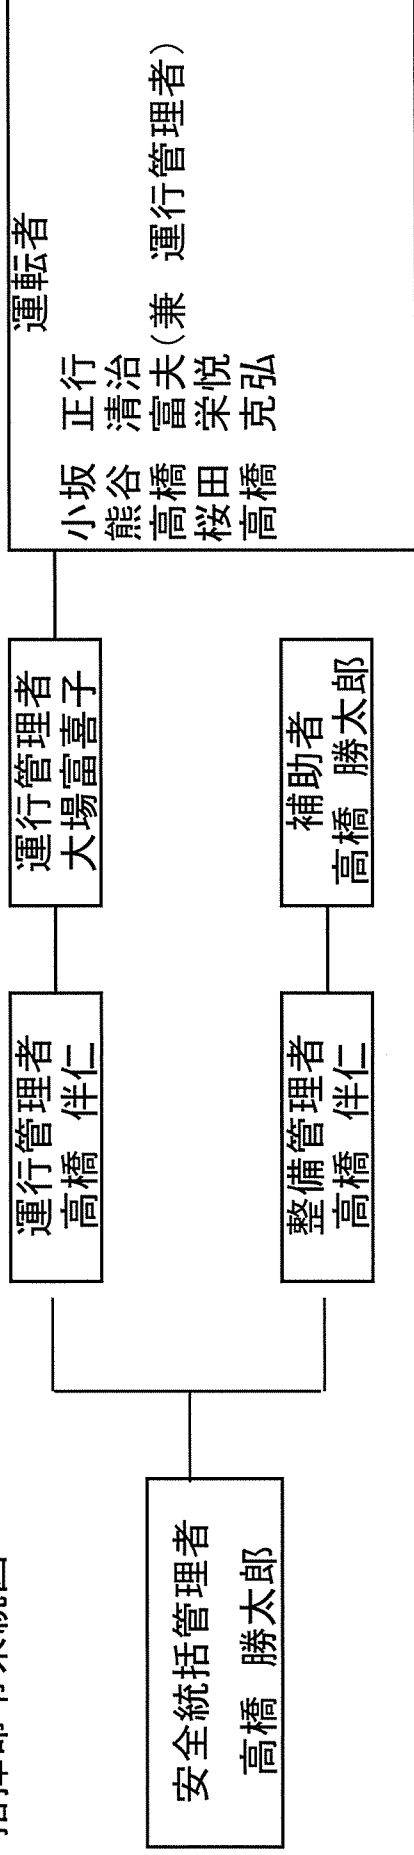 安全統括管理者
高橋 勝太郎
運行管理者
高橋 伴仁
運行管理者
大場富喜子
運転者
小坂 正行
熊谷 清治
高橋 富夫(兼 運行管理者)
桜田 栄悦
高橋 克弘
整備管理者
高橋 伴仁
補助者
高橋 勝太郎